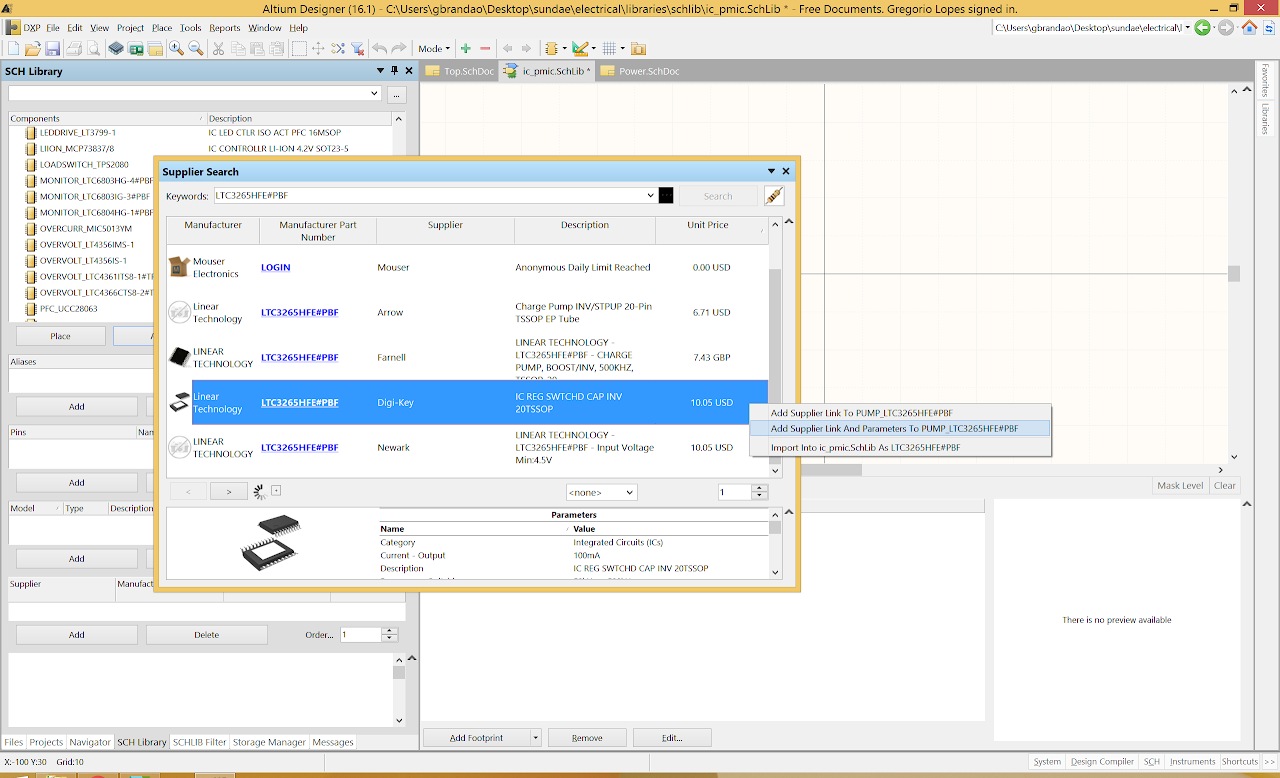 Altium Designer (16.1) - C:\Users\gbrandao\Desktop\sundae\electrical\libraries\schlib\ic_pmic.SchLib * - Free Documents. Gregorio Lopes signed in.
DXP File Edit View Project Place Tools Reports Window Help
C:\Users\gbrandao\Desktop\sundae\electrical\l
Mode
SCH Library
Top.SchDoc ic_pmic.SchLib * Power.SchDoc
Favorites
Libraries
...
Components Description
LEDDRIVE_LT3799-1 IC LED CTLR ISO ACT PFC 16MSOP
LIION_MCP73837/8 IC CONTROLLR LI-ION 4.2V SOT23-5
LOADSWITCH_TPS2080
MONITOR_LTC6803HG-4#PBF
MONITOR_LTC6803IG-3#PBF
MONITOR_LTC6804HG-1#PBF
OVERCURR_MIC5013YM
OVERVOLT_LT4356IMS-1
OVERVOLT_LT4356IS-1
OVERVOLT_LTC4361ITS8-1#TF
OVERVOLT_LTC4366CTS8-2#T
PFC_UCC28063
Place
Aliases
Add
Pins Nan
Add
Model Type Description
Add
Supplier Manufac
Add Delete Order... 1
Supplier Search
Keywords: LTC3265HFE#PBF ... Search
Manufacturer Manufacturer Part Number Supplier Description Unit Price
Mouser Electronics LOGIN Mouser Anonymous Daily Limit Reached 0.00 USD
Linear Technology LTC3265HFE#PBF Arrow Charge Pump INV/STPUP 20-Pin TSSOP EP Tube 6.71 USD
LINEAR TECHNOLOGY LTC3265HFE#PBF Farnell LINEAR TECHNOLOGY - LTC3265HFE#PBF - CHARGE PUMP, BOOST/INV, 500KHZ, TSSOP-20 7.43 GBP
Linear Technology LTC3265HFE#PBF Digi-Key IC REG SWTCHD CAP INV 20TSSOP 10.05 USD
LINEAR TECHNOLOGY LTC3265HFE#PBF Newark LINEAR TECHNOLOGY - LTC3265HFE#PBF - Input Voltage Min:4.5V 10.05 USD
Add Supplier Link To PUMP_LTC3265HFE#PBF
Add Supplier Link And Parameters To PUMP_LTC3265HFE#PBF
Import Into ic_pmic.SchLib As LTC3265HFE#PBF
< > <none> 1
Parameters
Name Value
Category Integrated Circuits (ICs)
Current - Output 100mA
Description IC REG SWTCHD CAP INV 20TSSOP
Mask Level Clear
There is no preview available
Add Footprint Remove Edit...
Files Projects Navigator SCH Library SCHLIB Filter Storage Manager Messages
X:-100 Y:30 Grid:10
System Design Compiler SCH Instruments Shortcuts >>